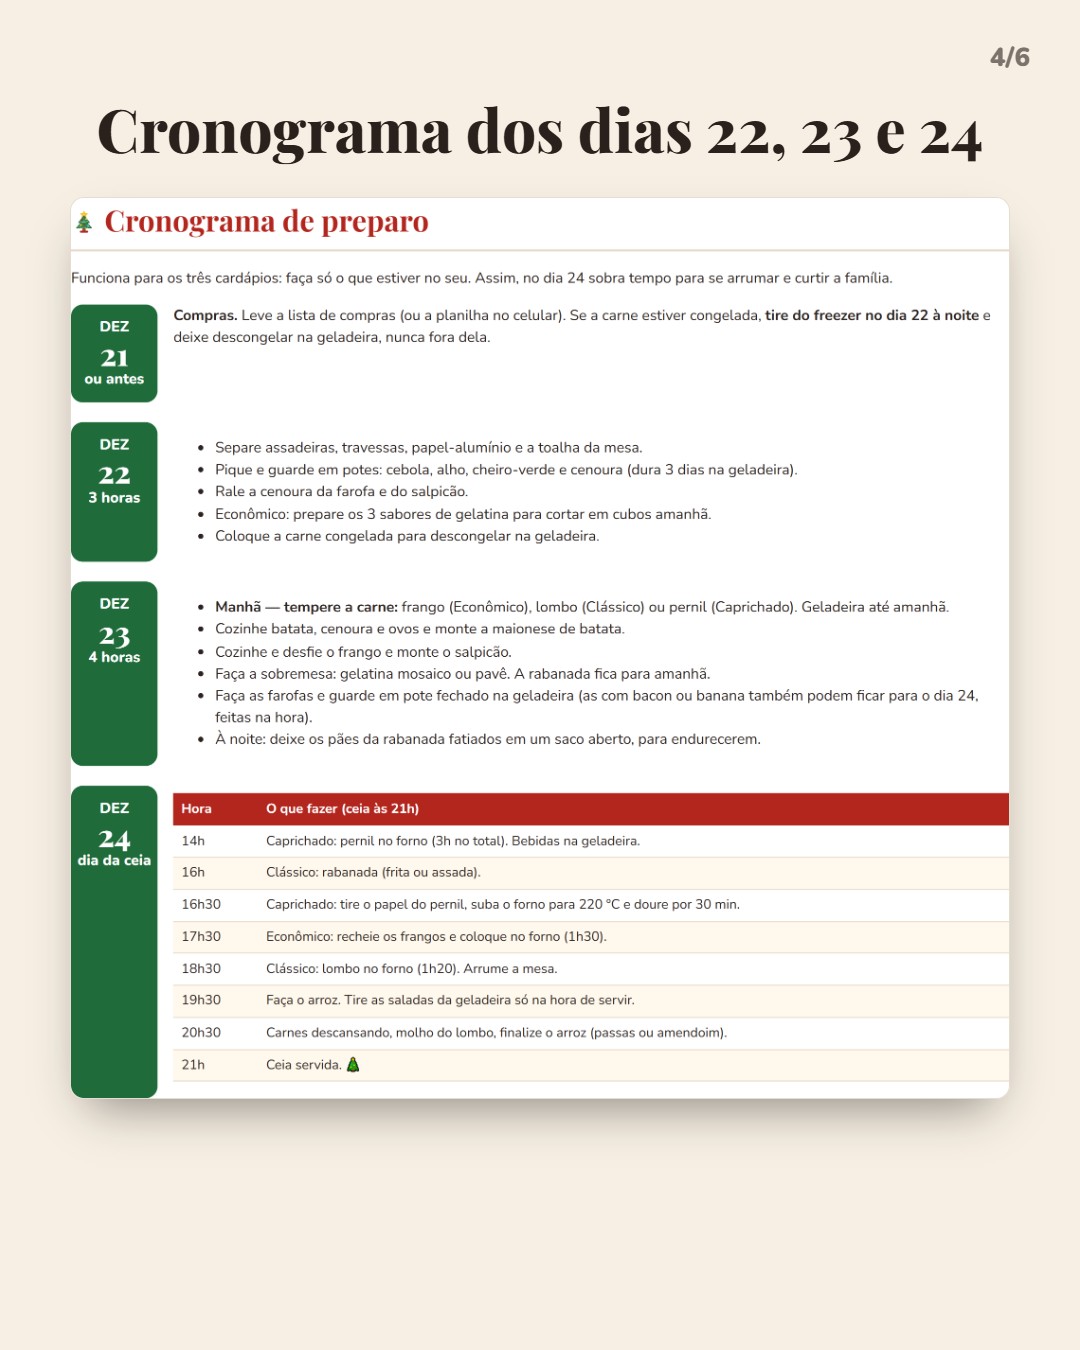 4/6
Cronograma dos dias 22, 23 e 24
🎄 Cronograma de preparo
Funciona para os três cardápios: faça só o que estiver no seu. Assim, no dia 24 sobra tempo para se arrumar e curtir a família.
DEZ
21
ou antes
Compras. Leve a lista de compras (ou a planilha no celular). Se a carne estiver congelada, tire do freezer no dia 22 à noite e
deixe descongelar na geladeira, nunca fora dela.
DEZ
22
3 horas
• Separe assadeiras, travessas, papel-alumínio e a toalha da mesa.
• Pique e guarde em potes: cebola, alho, cheiro-verde e cenoura (dura 3 dias na geladeira).
• Rale a cenoura da farofa e do salpicão.
• Econômico: prepare os 3 sabores de gelatina para cortar em cubos amanhã.
• Coloque a carne congelada para descongelar na geladeira.
DEZ
23
4 horas
• Manhã — tempere a carne: frango (Econômico), lombo (Clássico) ou pernil (Caprichado). Geladeira até amanhã.
• Cozinhe batata, cenoura e ovos e monte a maionese de batata.
• Cozinhe e desfie o frango e monte o salpicão.
• Faça a sobremesa: gelatina mosaico ou pavê. A rabanada fica para amanhã.
• Faça as farofas e guarde em pote fechado na geladeira (as com bacon ou banana também podem ficar para o dia 24,
feitas na hora).
• À noite: deixe os pães da rabanada fatiados em um saco aberto, para endurecerem.
DEZ
24
dia da ceia
Hora O que fazer (ceia às 21h)
14h Caprichado: pernil no forno (3h no total). Bebidas na geladeira.
16h Clássico: rabanada (frita ou assada).
16h30 Caprichado: tire o papel do pernil, suba o forno para 220 °C e doure por 30 min.
17h30 Econômico: recheie os frangos e coloque no forno (1h30).
18h30 Clássico: lombo no forno (1h20). Arrume a mesa.
19h30 Faça o arroz. Tire as saladas da geladeira só na hora de servir.
20h30 Carnes descansando, molho do lombo, finalize o arroz (passas ou amendoim).
21h Ceia servida. 🎄